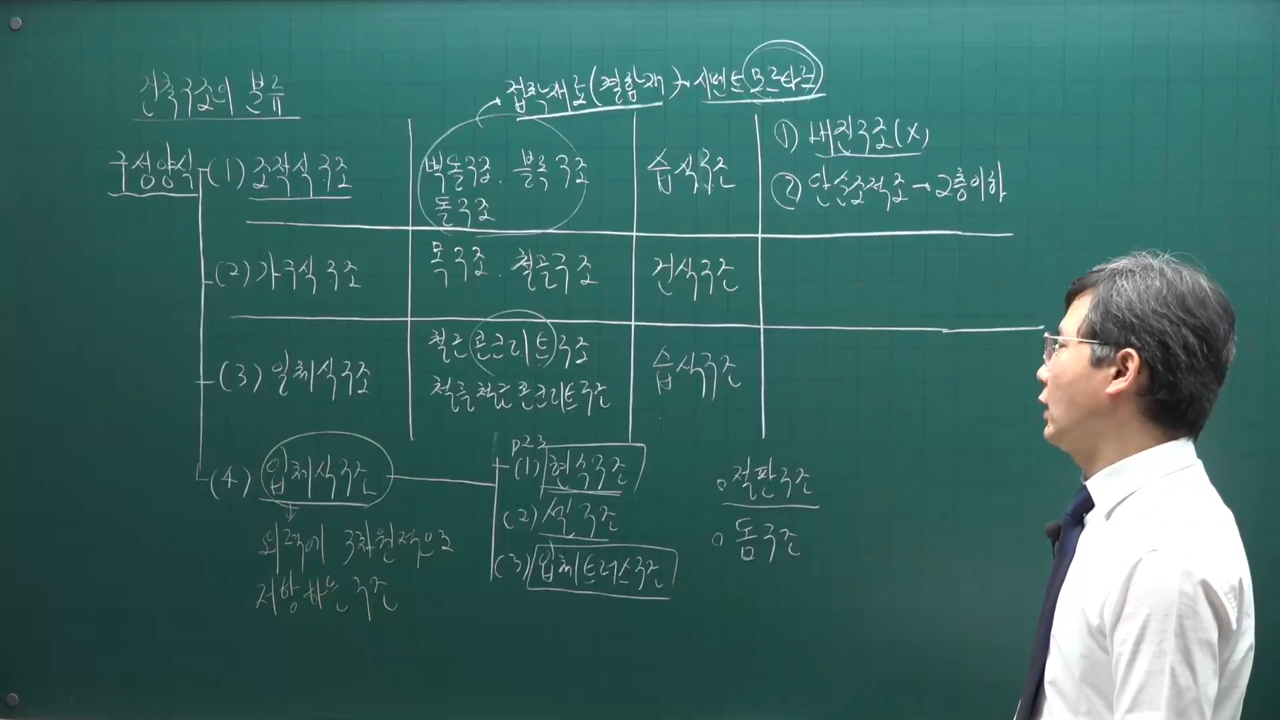 건축구조의 분류
접착재료(결합재) → 시멘트 모르타르
구성양식 (1) 조적식 구조
벽돌구조. 블록구조
돌구조
습식구조
① 내진구조(X)
② 단순조적조 → 2층이하
(2) 가구식 구조
목구조. 철골구조
건식구조
(3) 일체식구조
철근콘크리트구조
철골철근콘크리트구조
습식구조
(4) 입체식구조
외력에 3차원적으로
저항하는 구조
p23
(1) 현수구조
(2) 쉘구조
(3) 입체트러스구조
절판구조
돔구조